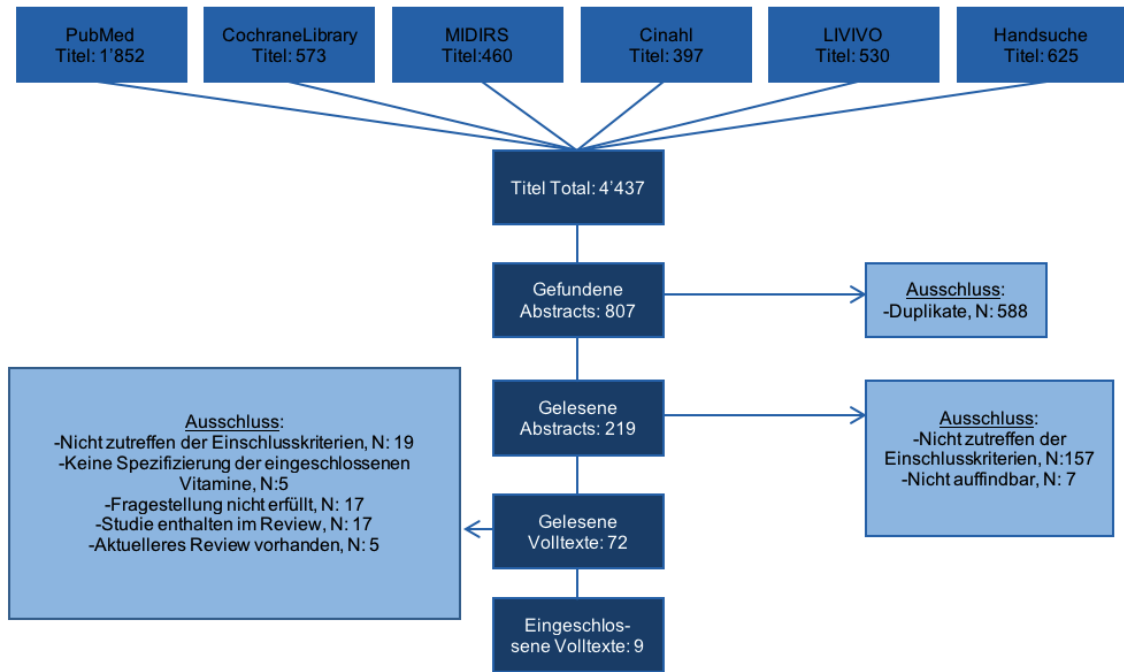 PubMed
Titel: 1’852
CochraneLibrary
Titel: 573
MIDIRS
Titel:460
Cinahl
Titel: 397
LIVIVO
Titel: 530
Handsuche
Titel: 625
Titel Total: 4’437
Gefundene
Abstracts: 807
Ausschluss:
-Duplikate, N: 588
Gelesene
Abstracts: 219
Ausschluss:
-Nicht zutreffen der
Einschlusskriterien, N:157
-Nicht auffindbar, N: 7
Ausschluss:
-Nicht zutreffen der Einschlusskriterien, N: 19
-Keine Spezifizierung der eingeschlossenen
Vitamine, N:5
-Fragestellung nicht erfüllt, N: 17
-Studie enthalten im Review, N: 17
-Aktuelleres Review vorhanden, N: 5
Gelesene
Volltexte: 72
Eingeschlos-
sene Volltexte: 9